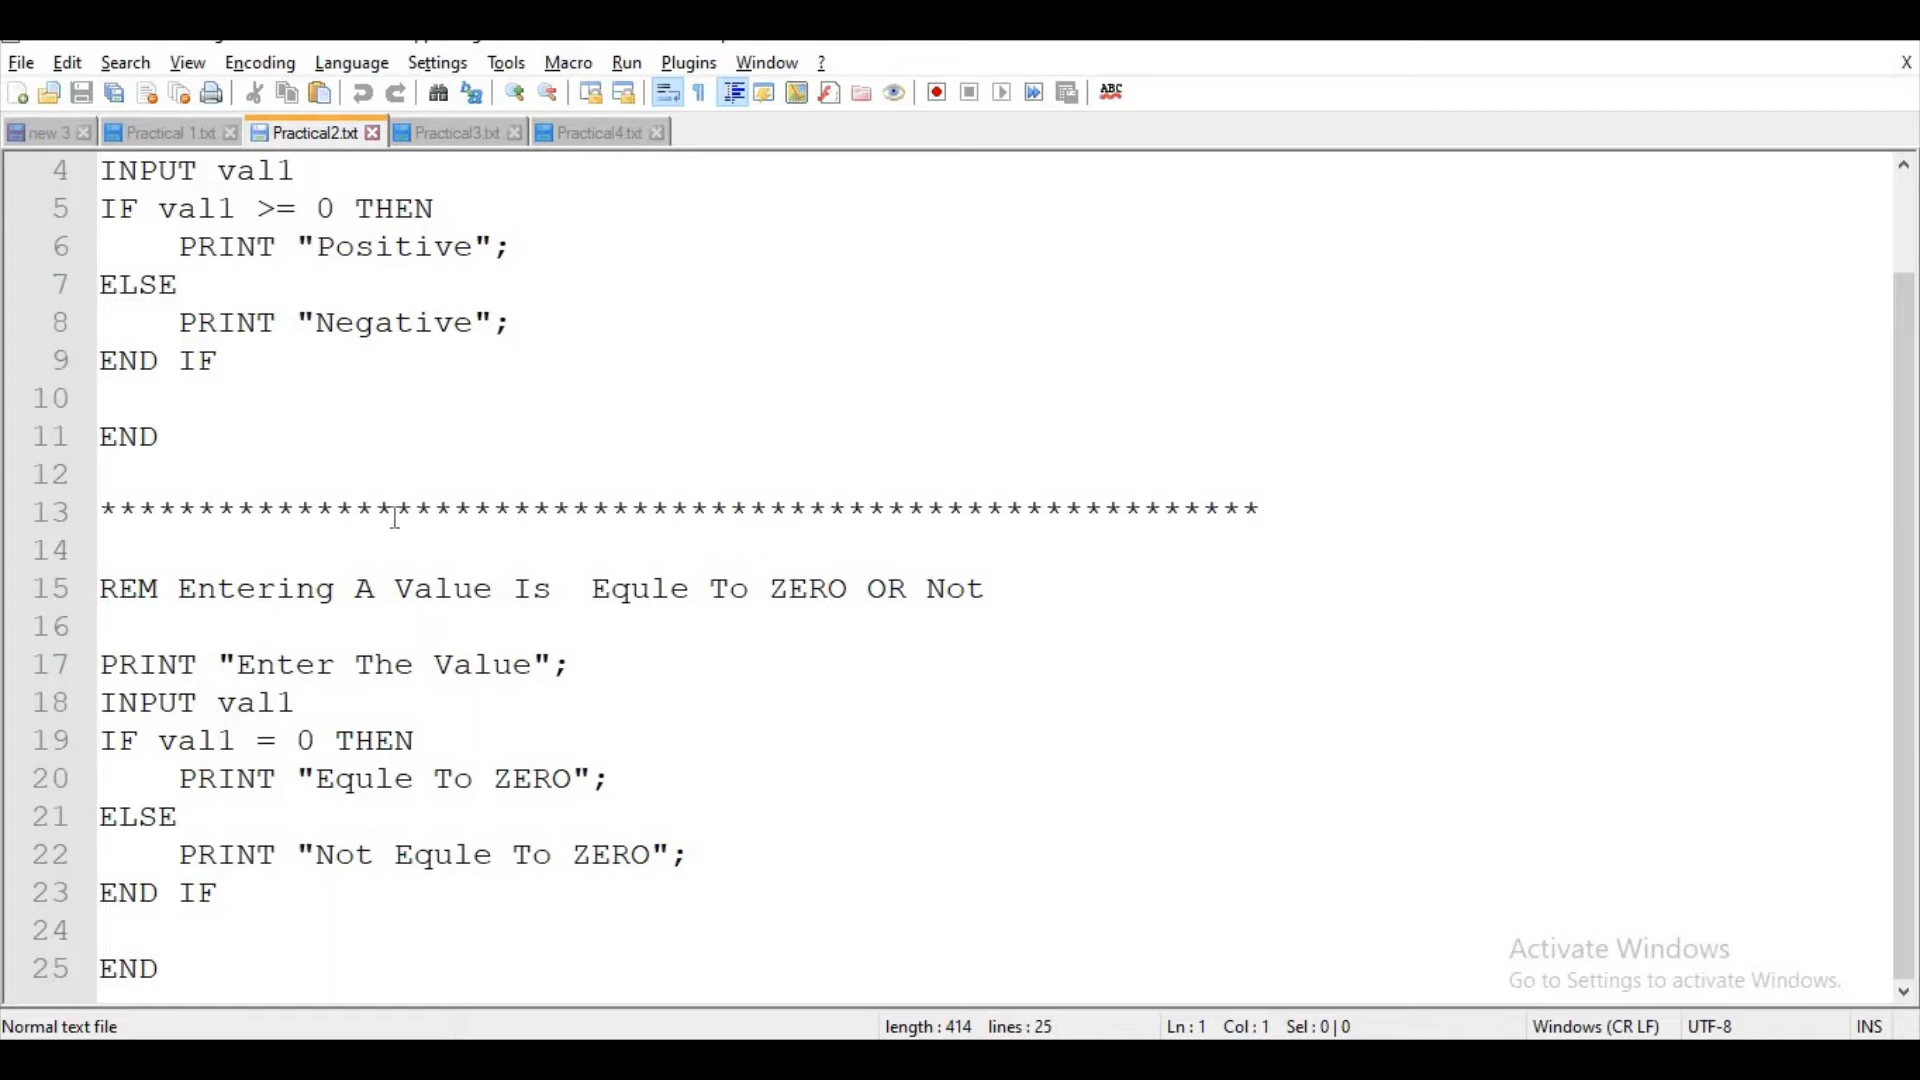 File Edit Search View Encoding Language Settings Tools Macro Run Plugins Window ? X
ABC
new 3 Practical 1.txt Practical2.txt Practical3.txt Practical4.txt
4 INPUT val1
5 IF val1 >= 0 THEN
6 PRINT "Positive";
7 ELSE
8 PRINT "Negative";
9 END IF
10
11 END
12
13 ***********************************************************
14
15 REM Entering A Value Is  Equle To ZERO OR Not
16
17 PRINT "Enter The Value";
18 INPUT val1
19 IF val1 = 0 THEN
20 PRINT "Equle To ZERO";
21 ELSE
22 PRINT "Not Equle To ZERO";
23 END IF
24
25 END
Activate Windows
Go to Settings to activate Windows.
Normal text file length : 414 lines : 25 Ln : 1 Col : 1 Sel : 0 | 0 Windows (CR LF) UTF-8 INS